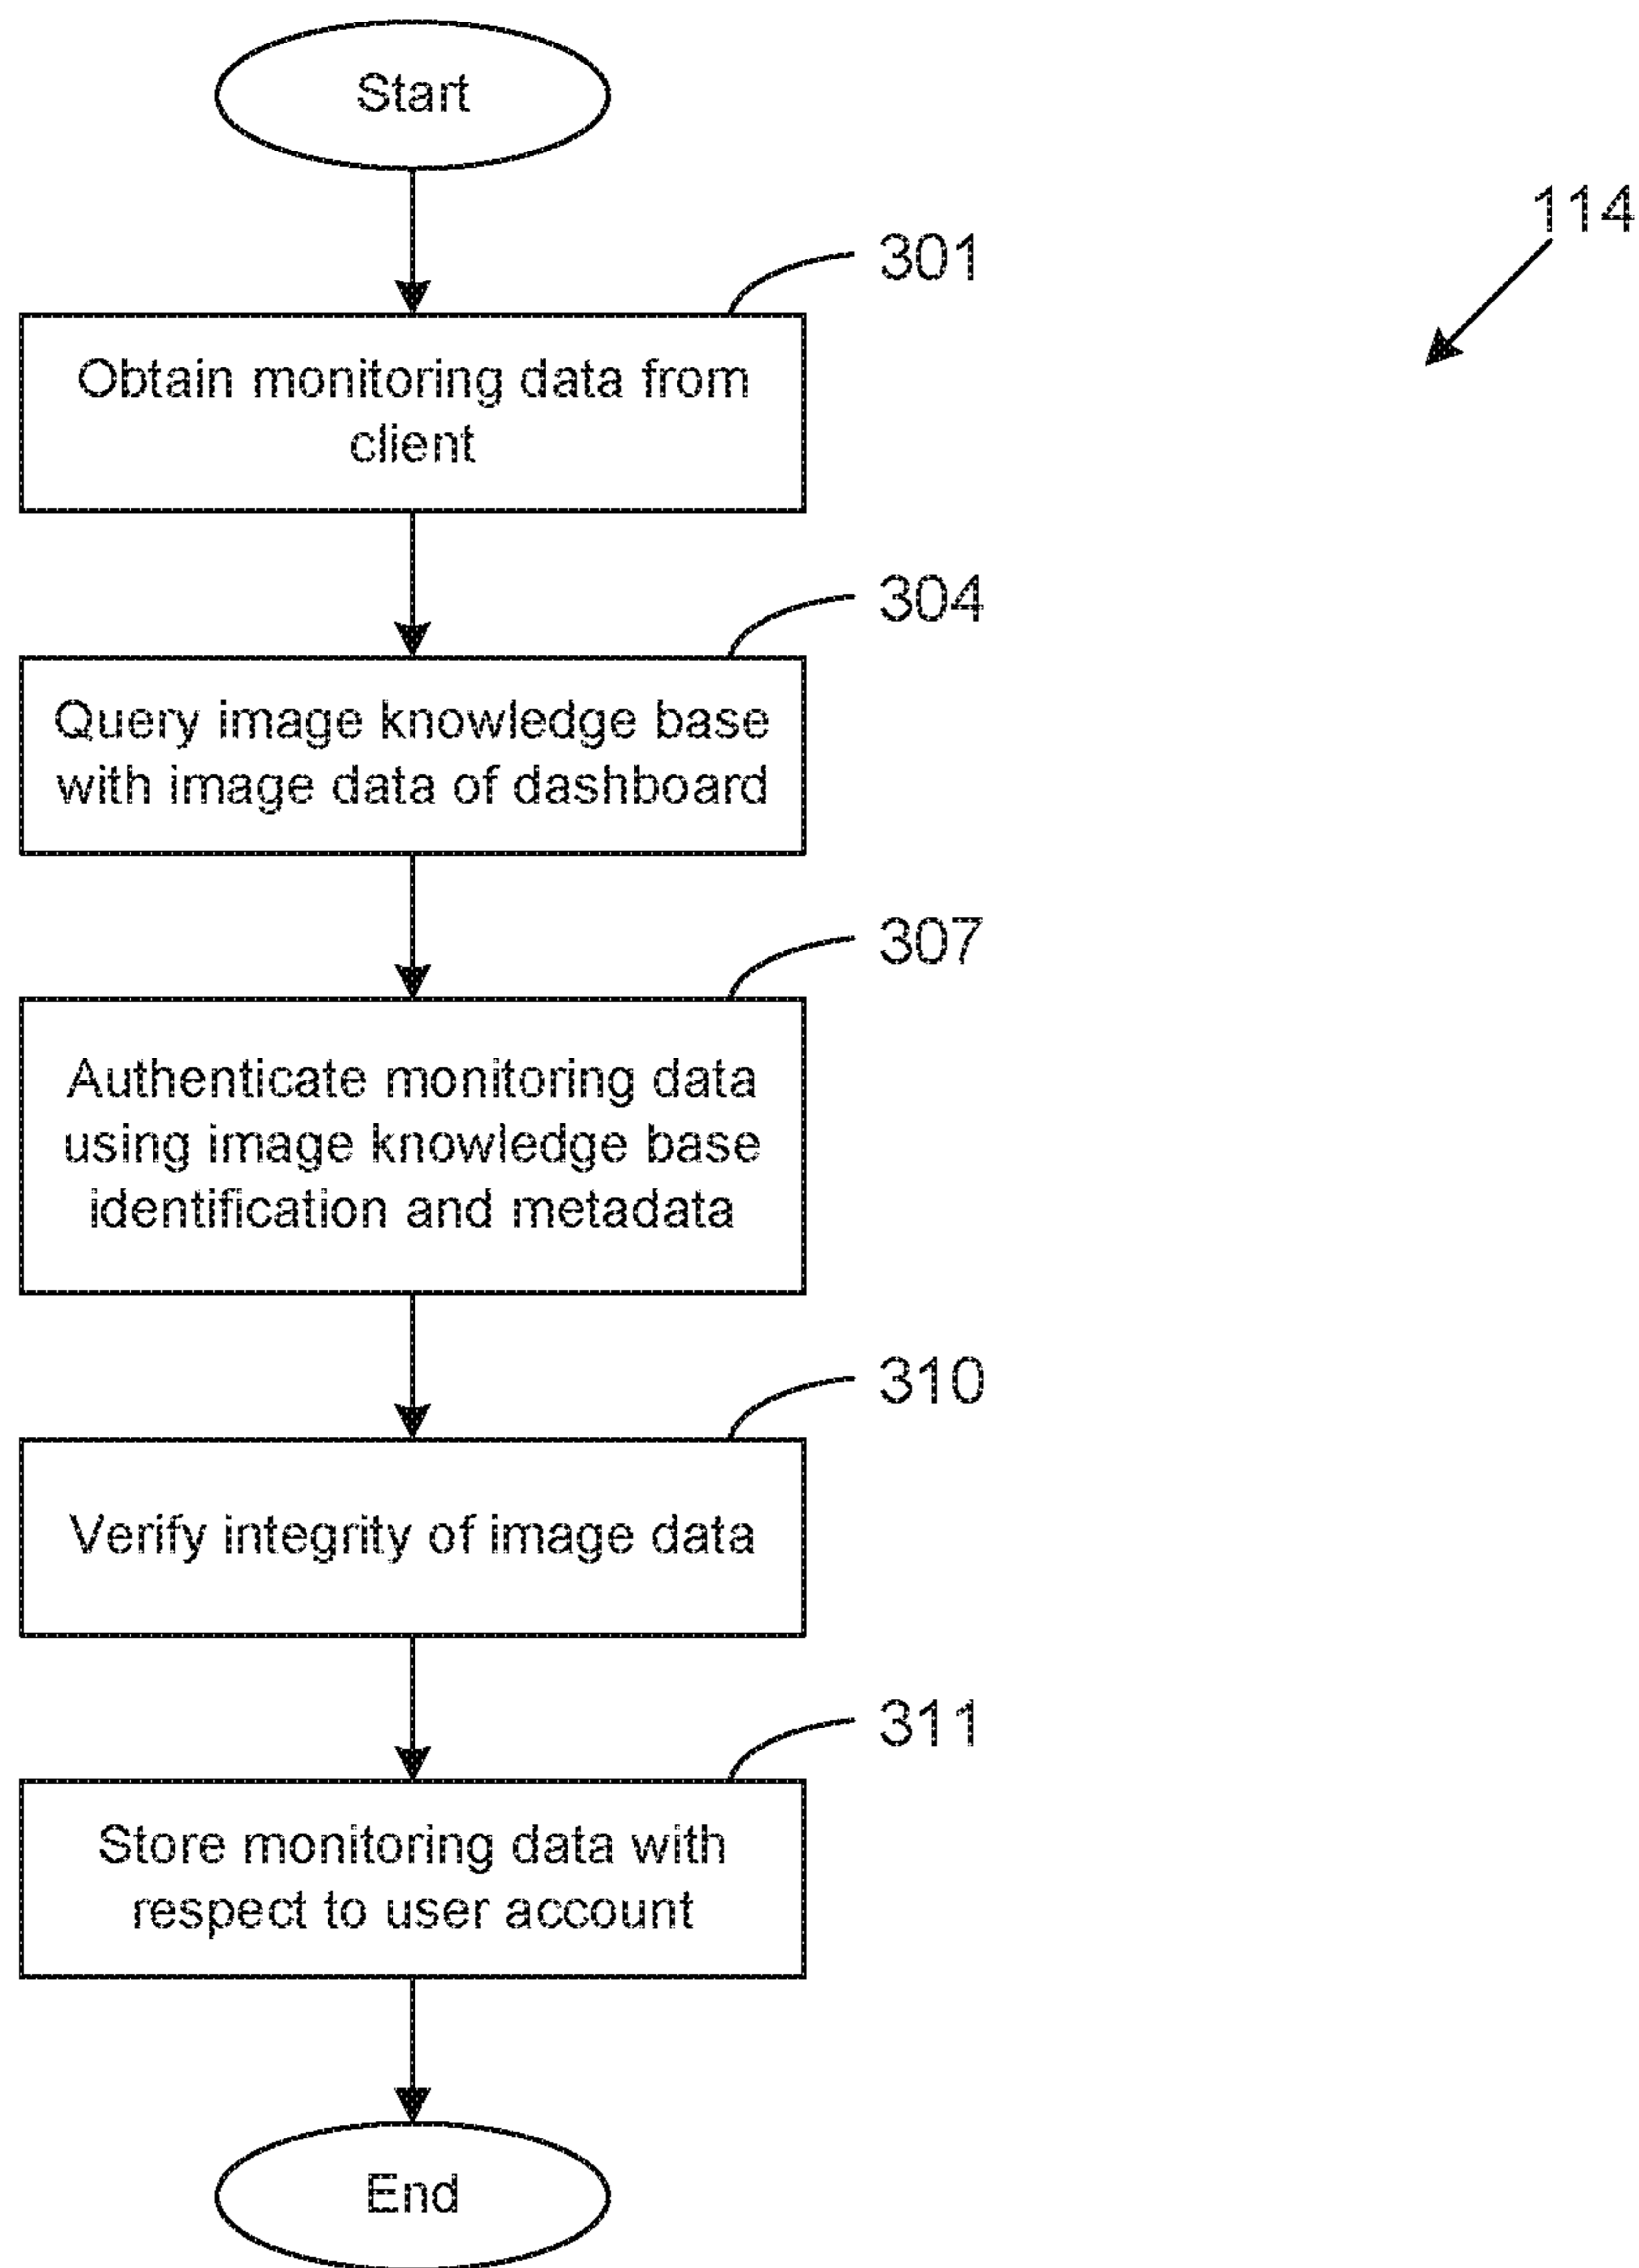 Start
114
301
Obtain monitoring data from
client
304
Query image knowledge base
with image data of dashboard
307
Authenticate monitoring data
using image knowledge base
identification and metadata
310
Verify integrity of image data
311
Store monitoring data with
respect to user account
End